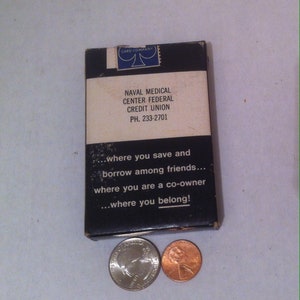 NAVAL MEDICAL
CENTER FEDERAL
CREDIT UNION
PH. 233-2701
...where you save and
borrow among friends...
where you are a co-owner
...where you belong!